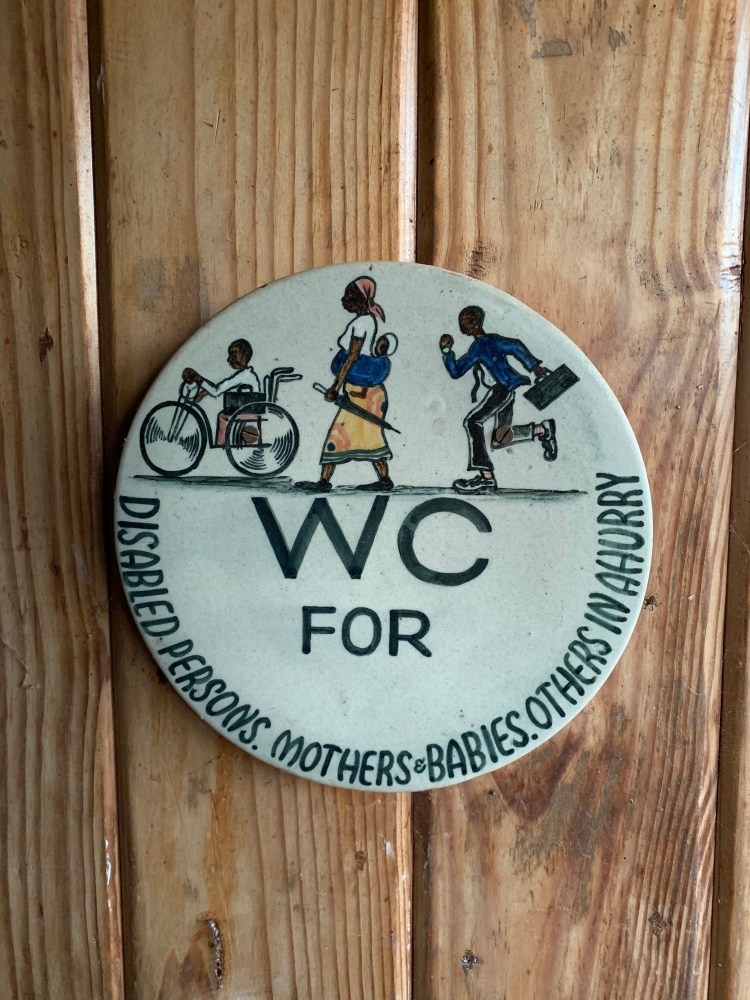 WC
FOR
DISABLED PERSONS. MOTHERS & BABIES. OTHERS IN A HURRY